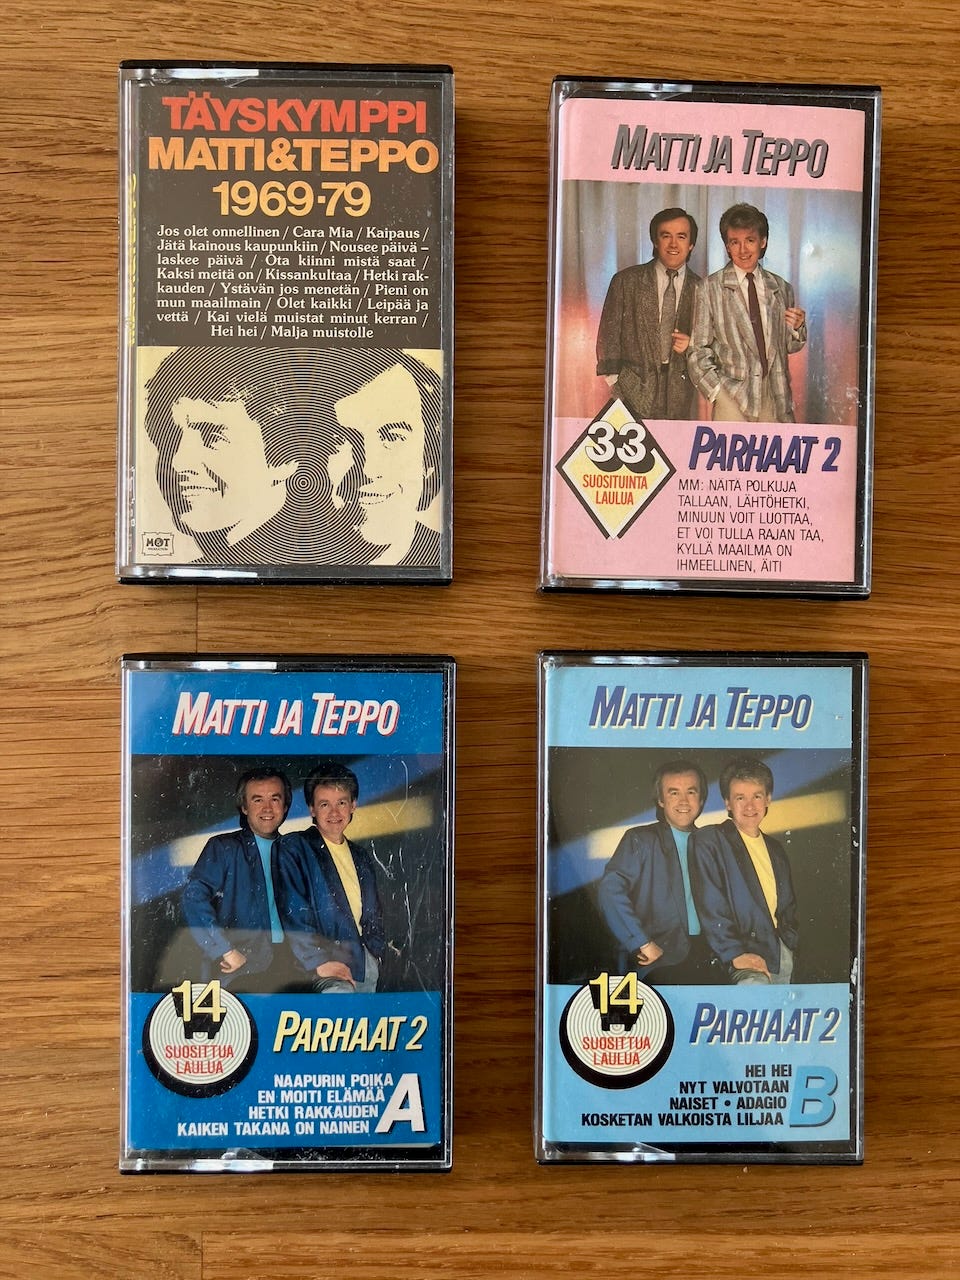 TÄYSKYMPPI
MATTI&TEPPO
1969-79
Jos olet onnellinen / Cara Mia / Kaipaus /
Jätä kainous kaupunkiin / Nousee päivä –
laskee päivä / Ota kiinni mistä saat /
Kaksi meitä on / Kissankultaa / Hetki rak-
kauden / Ystävän jos menetän / Pieni on
mun maailmain / Olet kaikki / Leipää ja
vettä / Kai vielä muistat minut kerran /
Hei hei / Malja muistolle
M&T
PRODUCTION
MATTI JA TEPPO
33
SUOSITUINTA
LAULUA
PARHAAT 2
MM: NÄITÄ POLKUJA
TALLAAN, LÄHTÖHETKI,
MINUUN VOIT LUOTTAA,
ET VOI TULLA RAJAN TAA,
KYLLÄ MAAILMA ON
IHMEELLINEN, ÄITI
MATTI JA TEPPO
14
SUOSITTUA
LAULUA
PARHAAT 2
NAAPURIN POIKA
EN MOITI ELÄMÄÄ
HETKI RAKKAUDEN
KAIKEN TAKANA ON NAINEN
A
MATTI JA TEPPO
14
SUOSITTUA
LAULUA
PARHAAT 2
HEI HEI
NYT VALVOTAAN
NAISET • ADAGIO
KOSKETAN VALKOISTA LILJAA
B